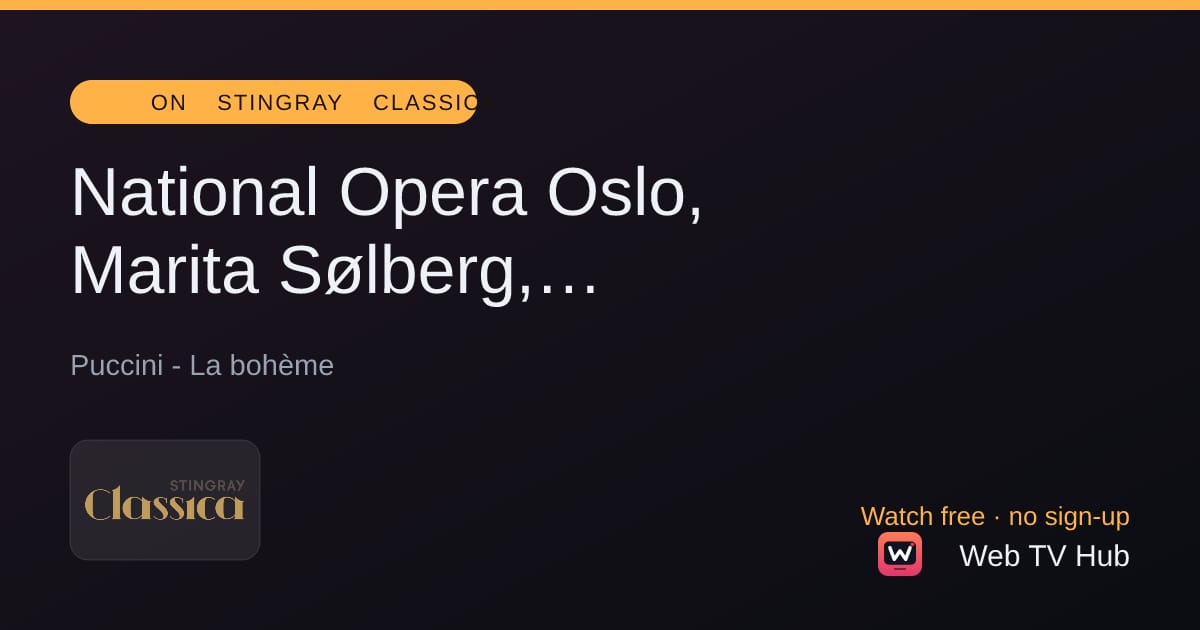 ON STINGRAY CLASSIC
National Opera Oslo,
Marita Sølberg,…
Puccini - La bohème
STINGRAY
Classica
Watch free · no sign-up
W
Web TV Hub